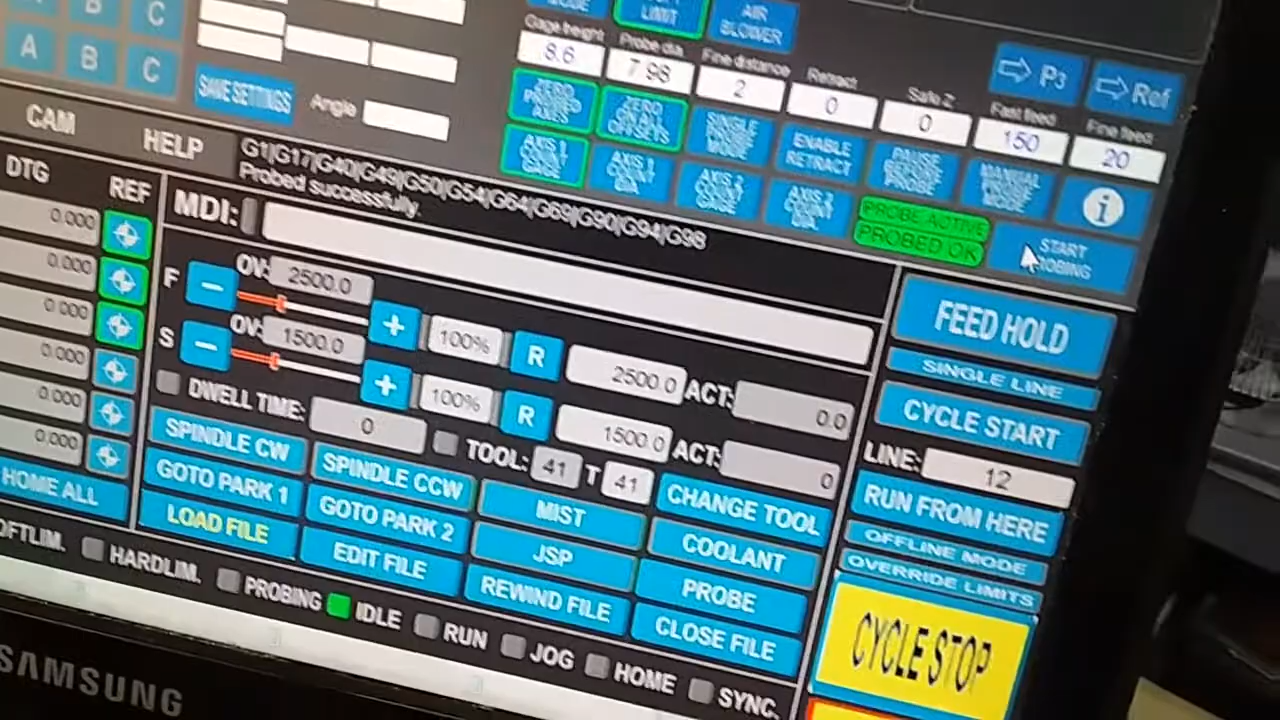 MODE
LIMIT
AIR BLOWER
B
C
A
B
C
SAVE SETTINGS
Angle
Gage height
Probe dia.
Fine distance
Retract
Safe Z
Fast feed
Fine feed
8.6
7.98
2
0
0
150
20
⇨ P3
⇨ Ref
ZERO PROBED AXES
ZERO ON ALL OFFSETS
SINGLE PROBE MODE
ENABLE RETRACT
PAUSE BEFORE PROBE
MANUAL PROBE MODE
i
AXIS 1 COUNT GAGE
AXIS 1 COUNT DIA.
AXIS 2 COUNT GAGE
AXIS 2 COUNT DIA.
PROBE ACTIVE
PROBED OK
START PROBING
CAM
HELP
G1|G17|G40|G49|G50|G54|G64|G69|G90|G94|G98
Probed successfully.
DTG
REF
MDI:
0.000
0.000
0.000
0.000
0.000
0.000
HOME ALL
F
−
OV:
2500.0
+
100%
R
2500.0
ACT:
0.0
S
−
OV:
1500.0
+
100%
R
1500.0
ACT:
0
DWELL TIME:
0
TOOL:
41
T
41
SPINDLE CW
SPINDLE CCW
MIST
CHANGE TOOL
GOTO PARK 1
GOTO PARK 2
JSP
COOLANT
LOAD FILE
EDIT FILE
REWIND FILE
PROBE
CLOSE FILE
FEED HOLD
SINGLE LINE
CYCLE START
LINE:
12
RUN FROM HERE
OFFLINE MODE
OVERRIDE LIMITS
CYCLE STOP
OFTLIM.
HARDLIM.
PROBING
IDLE
RUN
JOG
HOME
SYNC.
SAMSUNG